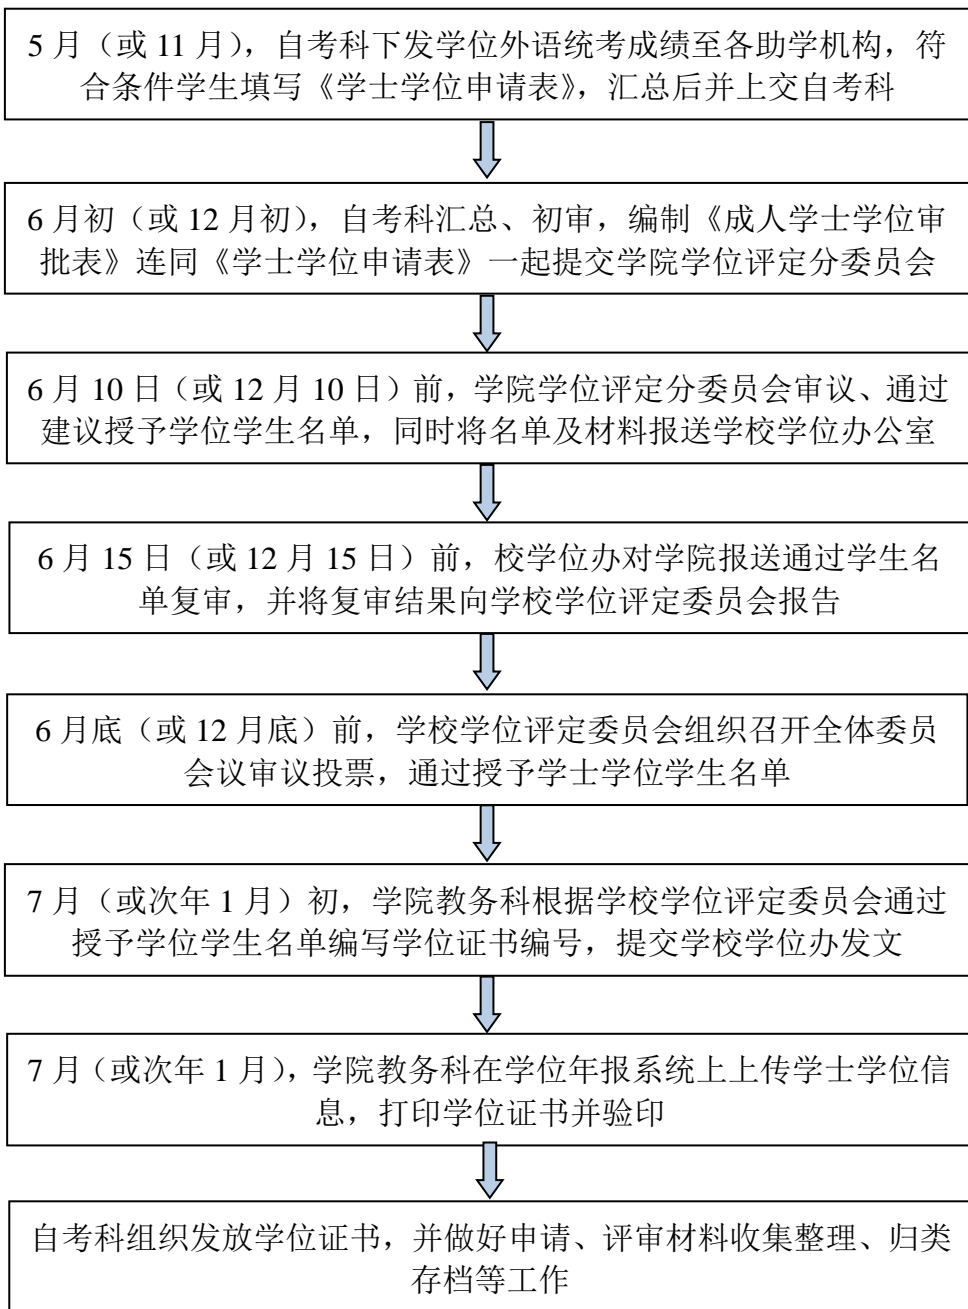 5 月（或 11 月），自考科下发学位外语统考成绩至各助学机构，符
合条件学生填写《学士学位申请表》，汇总后并上交自考科
6 月初（或 12 月初），自考科汇总、初审，编制《成人学士学位审
批表》连同《学士学位申请表》一起提交学院学位评定分委员会
6 月 10 日（或 12 月 10 日）前，学院学位评定分委员会审议、通过
建议授予学位学生名单，同时将名单及材料报送学校学位办公室
6 月 15 日（或 12 月 15 日）前，校学位办对学院报送通过学生名
单复审，并将复审结果向学校学位评定委员会报告
6 月底（或 12 月底）前，学校学位评定委员会组织召开全体委员
会议审议投票，通过授予学士学位学生名单
7 月（或次年 1 月）初，学院教务科根据学校学位评定委员会通过
授予学位学生名单编写学位证书编号，提交学校学位办发文
7 月（或次年 1 月），学院教务科在学位年报系统上上传学士学位信
息，打印学位证书并验印
自考科组织发放学位证书，并做好申请、评审材料收集整理、归类
存档等工作